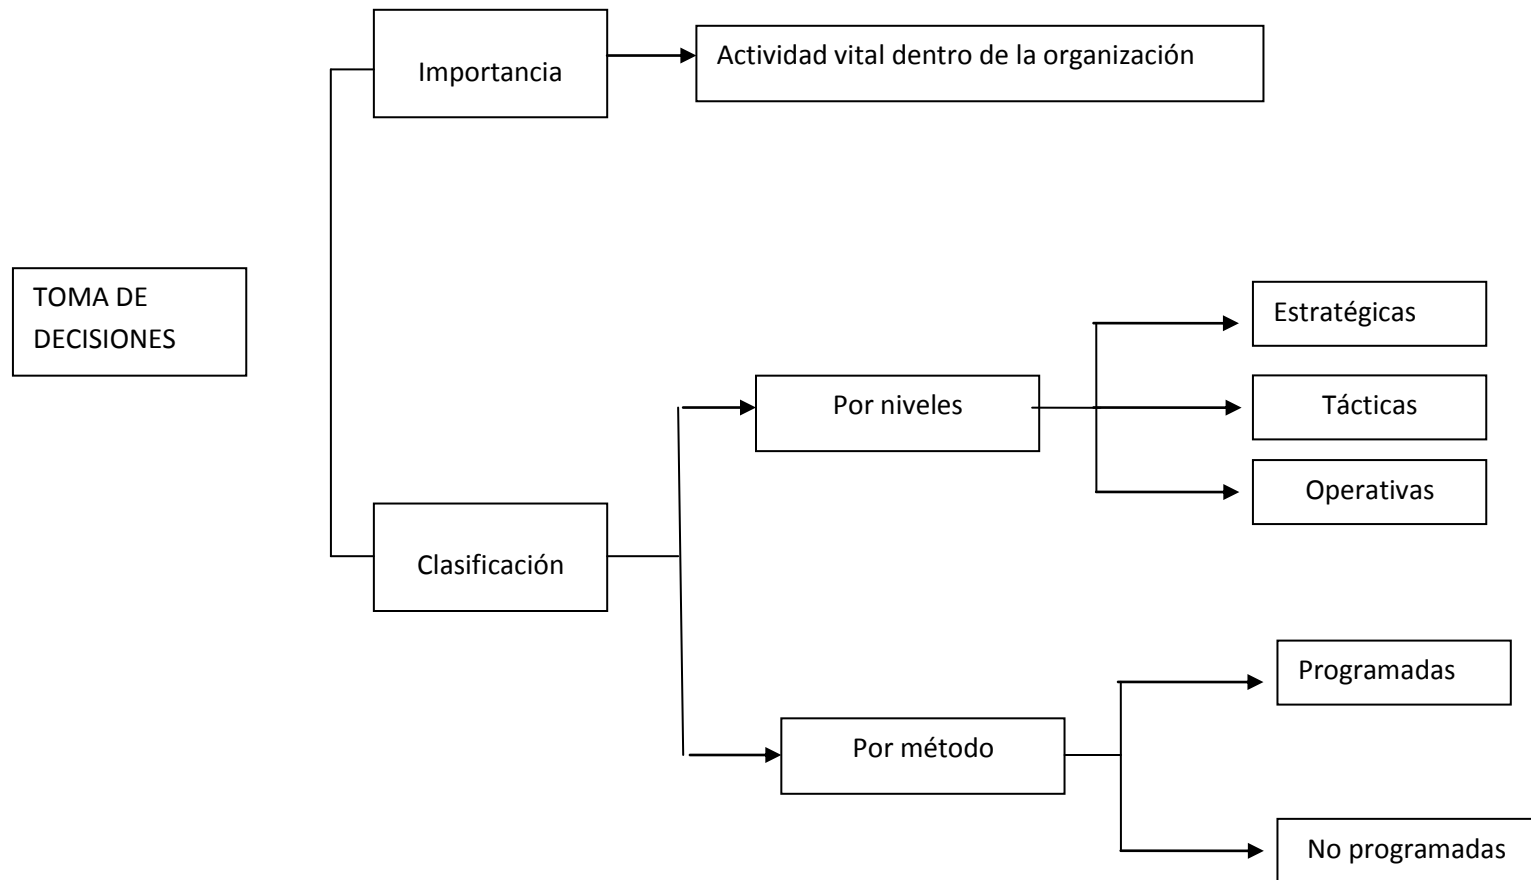 Importancia
Actividad vital dentro de la organización
TOMA DE
DECISIONES
Estratégicas
Por niveles
Tácticas
Operativas
Clasificación
Programadas
Por método
No programadas